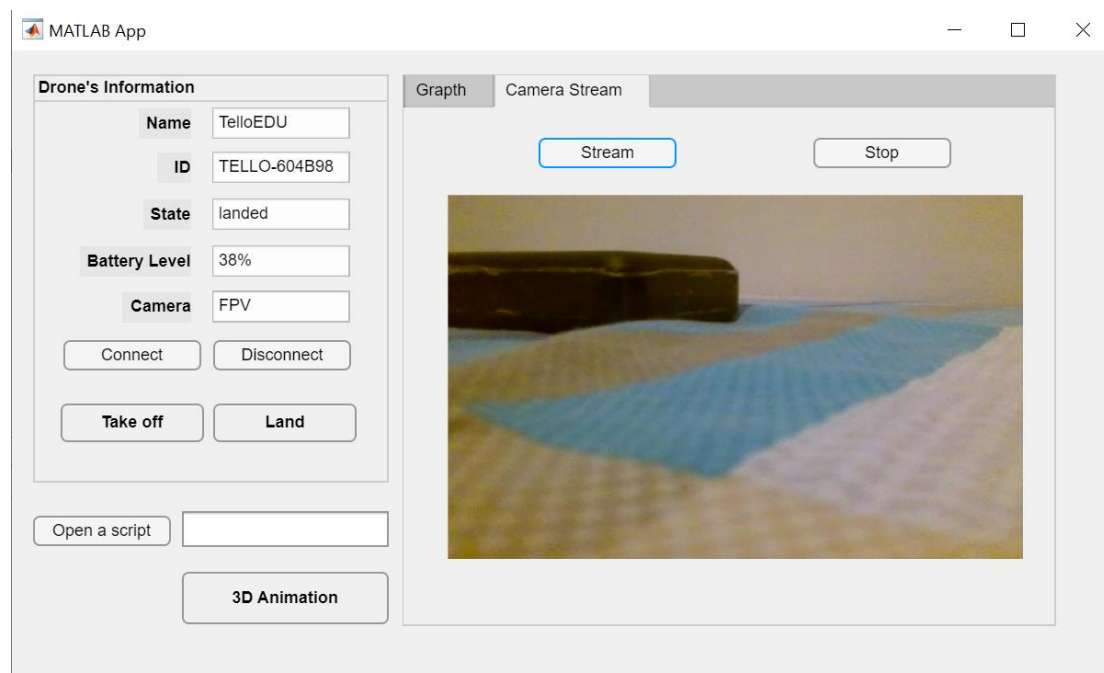 MATLAB App
Drone's Information
Name TelloEDU
ID TELLO-604B98
State landed
Battery Level 38%
Camera FPV
Connect Disconnect
Take off Land
Open a script
3D Animation
Grapth Camera Stream
Stream Stop